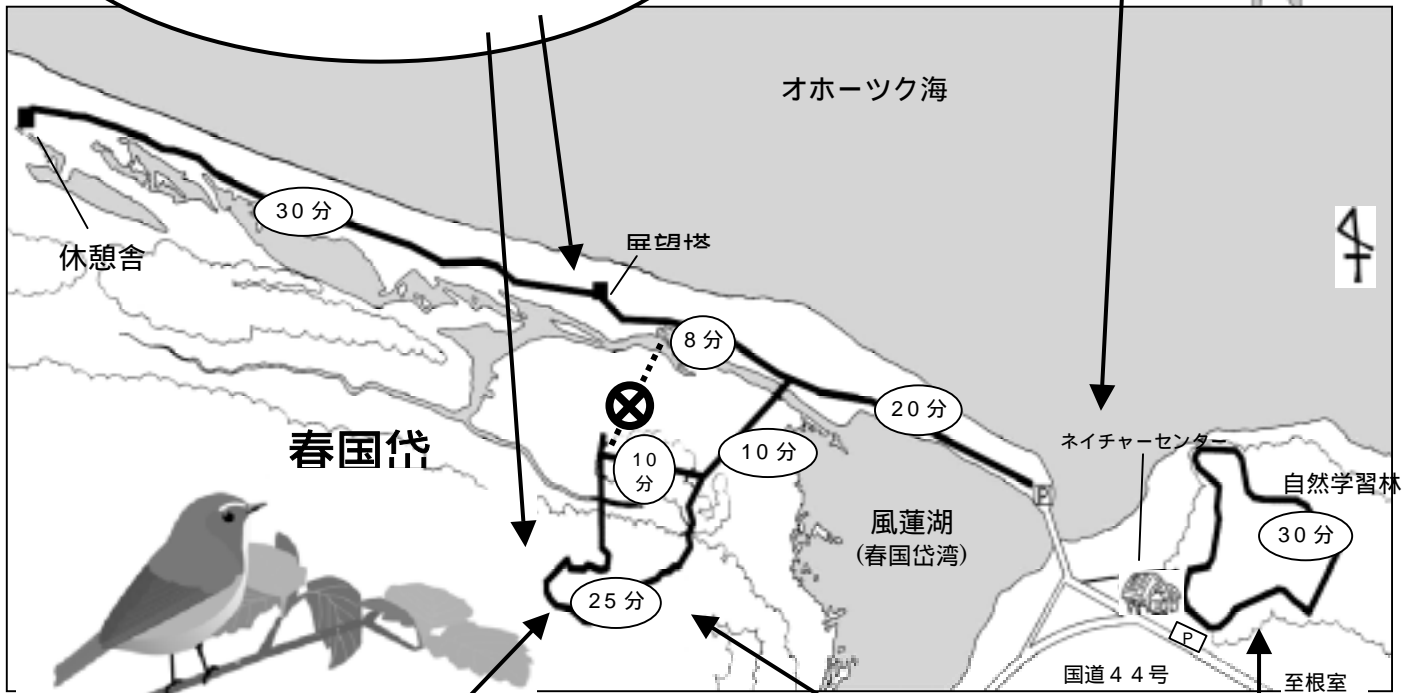 オホーツク海
30分
休憩舎
展望塔
8分
20分
春国岱
10分
10
分
ネイチャーセンター
自然学習林
P
風蓮湖
(春国岱湾)
30分
25分
P
国道44号
至根室